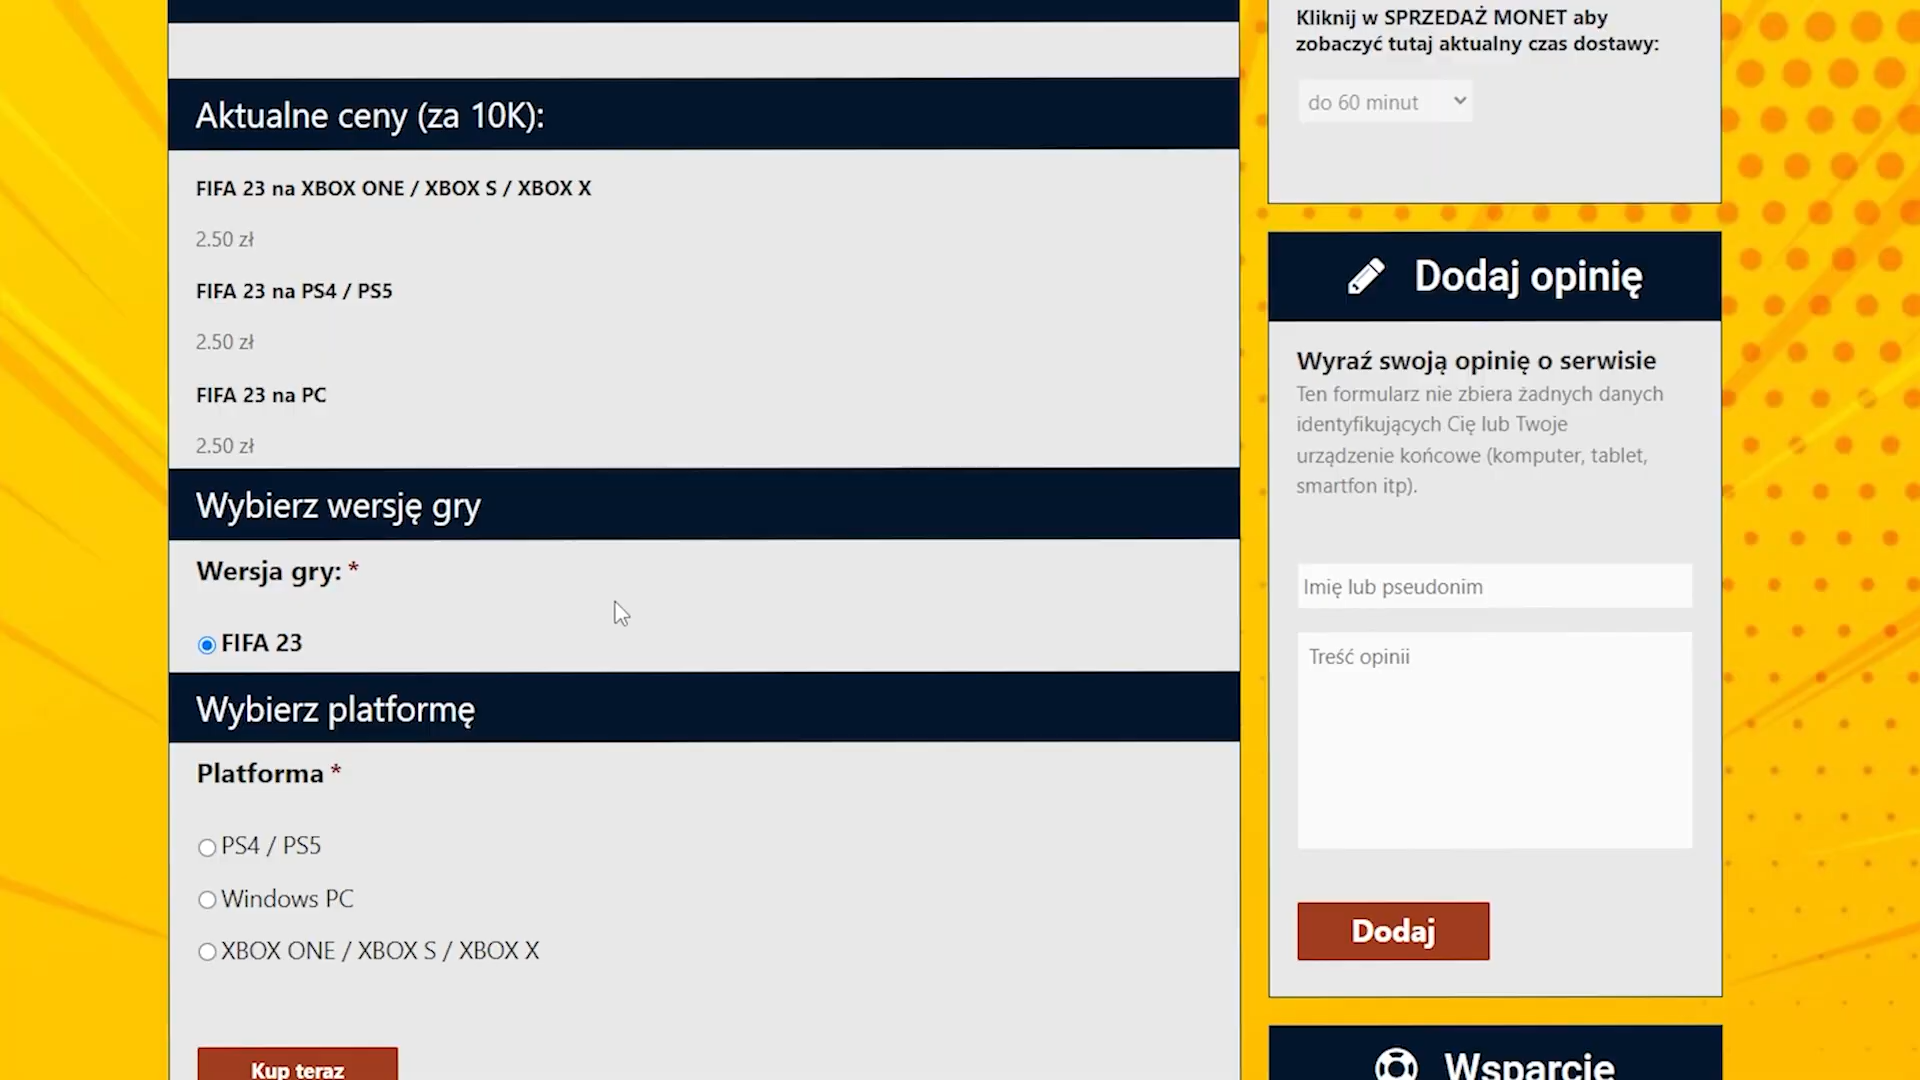 Aktualne ceny (za 10K):
FIFA 23 na XBOX ONE / XBOX S / XBOX X
2.50 zł
FIFA 23 na PS4 / PS5
2.50 zł
FIFA 23 na PC
2.50 zł
Wybierz wersję gry
Wersja gry: *
FIFA 23
Wybierz platformę
Platforma *
PS4 / PS5
Windows PC
XBOX ONE / XBOX S / XBOX X
Kup teraz
Kliknij w SPRZEDAŻ MONET aby
zobaczyć tutaj aktualny czas dostawy:
do 60 minut
Dodaj opinię
Wyraź swoją opinię o serwisie
Ten formularz nie zbiera żadnych danych
identyfikujących Cię lub Twoje
urządzenie końcowe (komputer, tablet,
smartfon itp).
Imię lub pseudonim
Treść opinii
Dodaj
Wsparcie